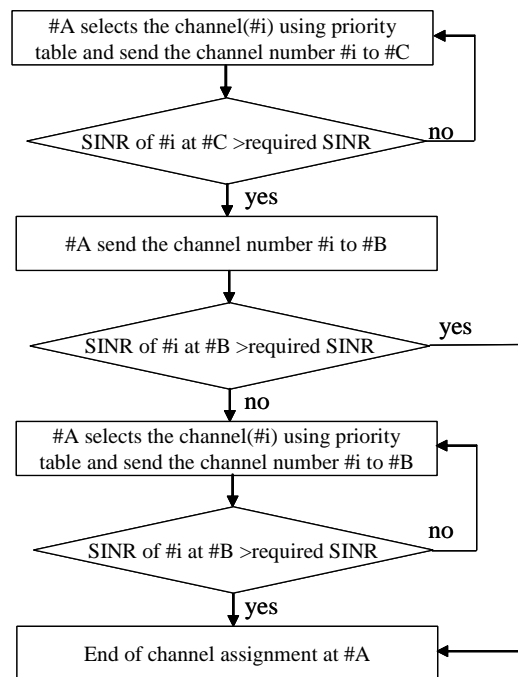 #A selects the channel(#i) using priority
table and send the channel number #i to #C
SINR of #i at #C >required SINR
no
yes
#A send the channel number #i to #B
SINR of #i at #B >required SINR
yes
no
#A selects the channel(#i) using priority
table and send the channel number #i to #B
SINR of #i at #B >required SINR
no
yes
End of channel assignment at #A